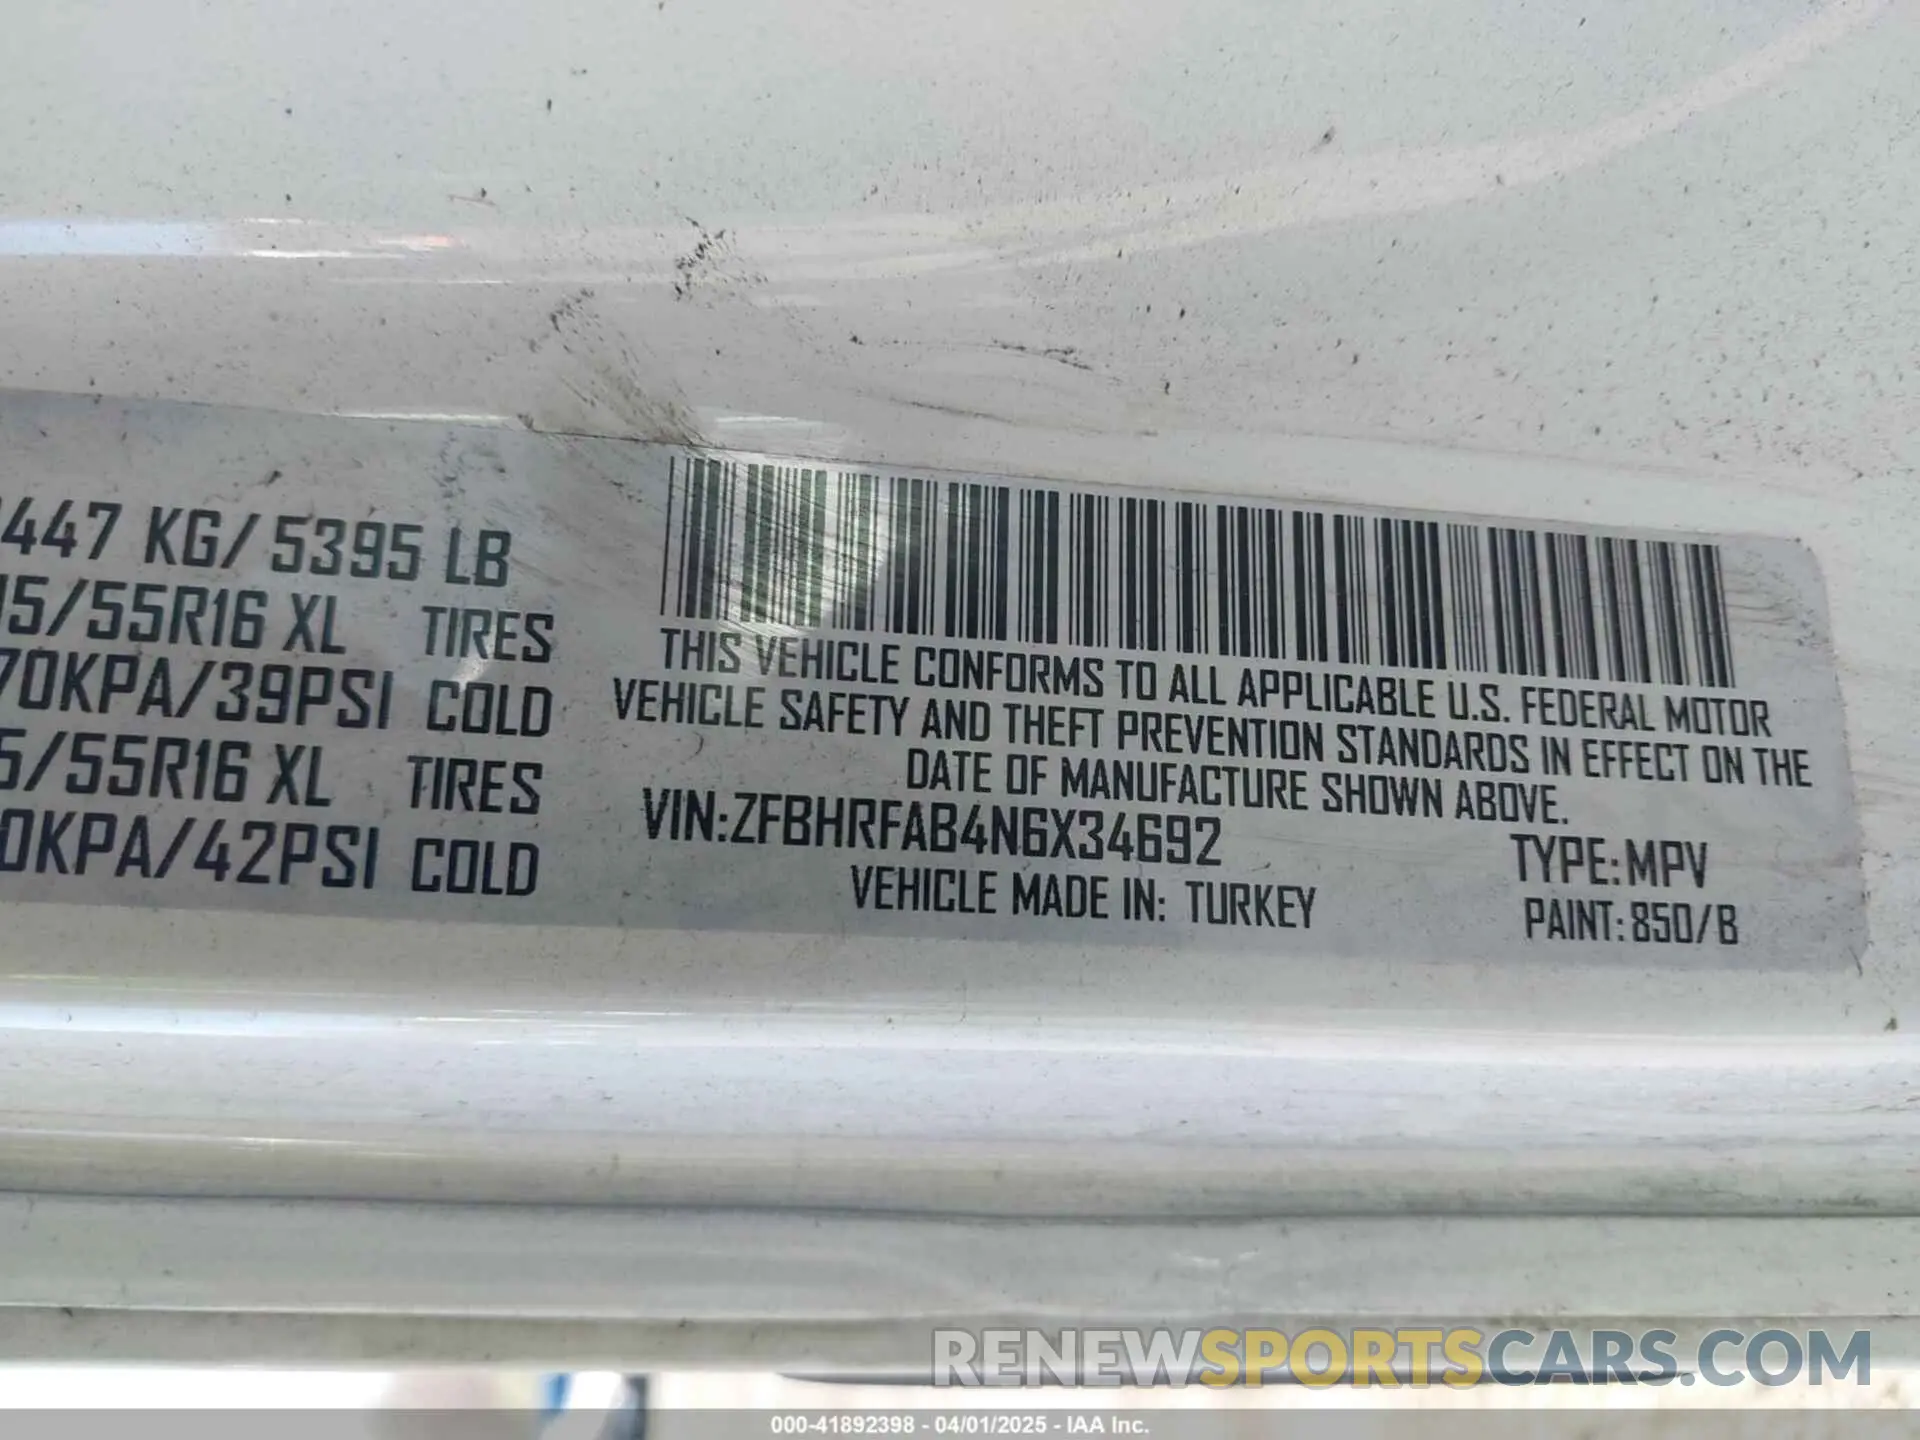 447 KG/ 5395 LB
5/55R16 XL TIRES
70KPA/39PSI COLD
5/55R16 XL TIRES
0KPA/42PSI COLD
THIS VEHICLE CONFORMS TO ALL APPLICABLE U.S. FEDERAL MOTOR
VEHICLE SAFETY AND THEFT PREVENTION STANDARDS IN EFFECT ON THE
DATE OF MANUFACTURE SHOWN ABOVE.
VIN:ZFBHRFAB4N6X34692
TYPE:MPV
VEHICLE MADE IN: TURKEY
PAINT:850/B
RENEWSPORTSCARS.COM
000-41892398 - 04/01/2025 - IAA Inc.